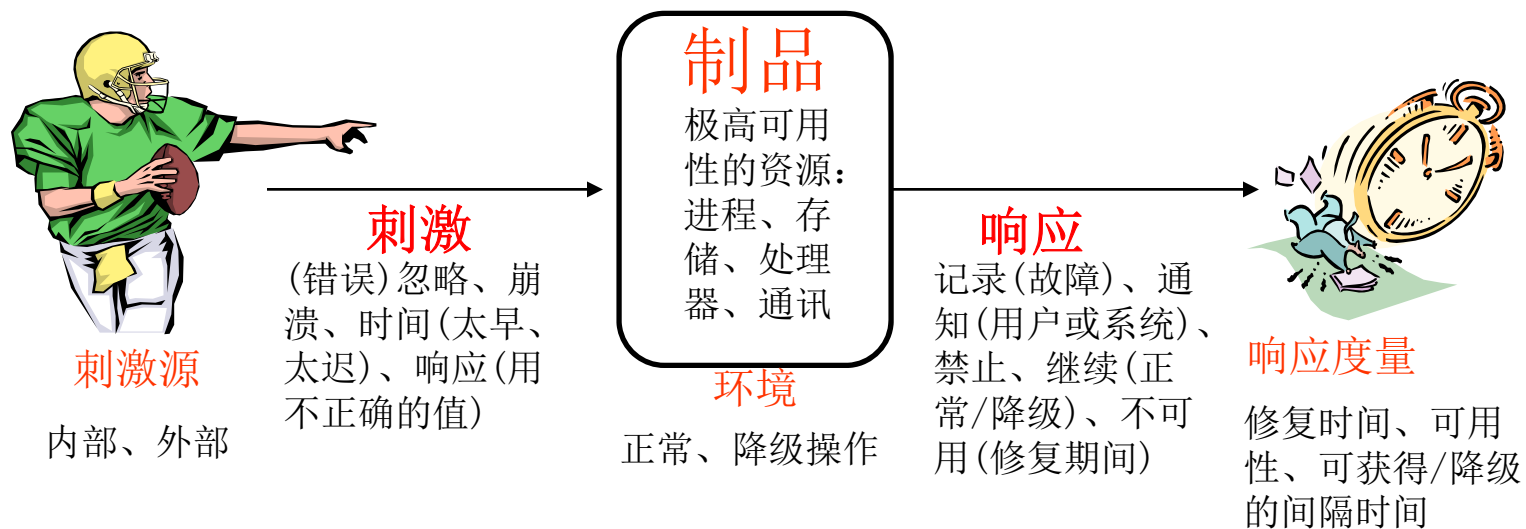 刺激源
内部、外部
刺激
(错误)忽略、崩
溃、时间(太早、
太迟)、响应(用
不正确的值)
制品
极高可用
性的资源：
进程、存
储、处理
器、通讯
环境
正常、降级操作
响应
记录(故障)、通
知(用户或系统)、
禁止、继续(正
常/降级)、不可
用(修复期间)
响应度量
修复时间、可用
性、可获得/降级
的间隔时间